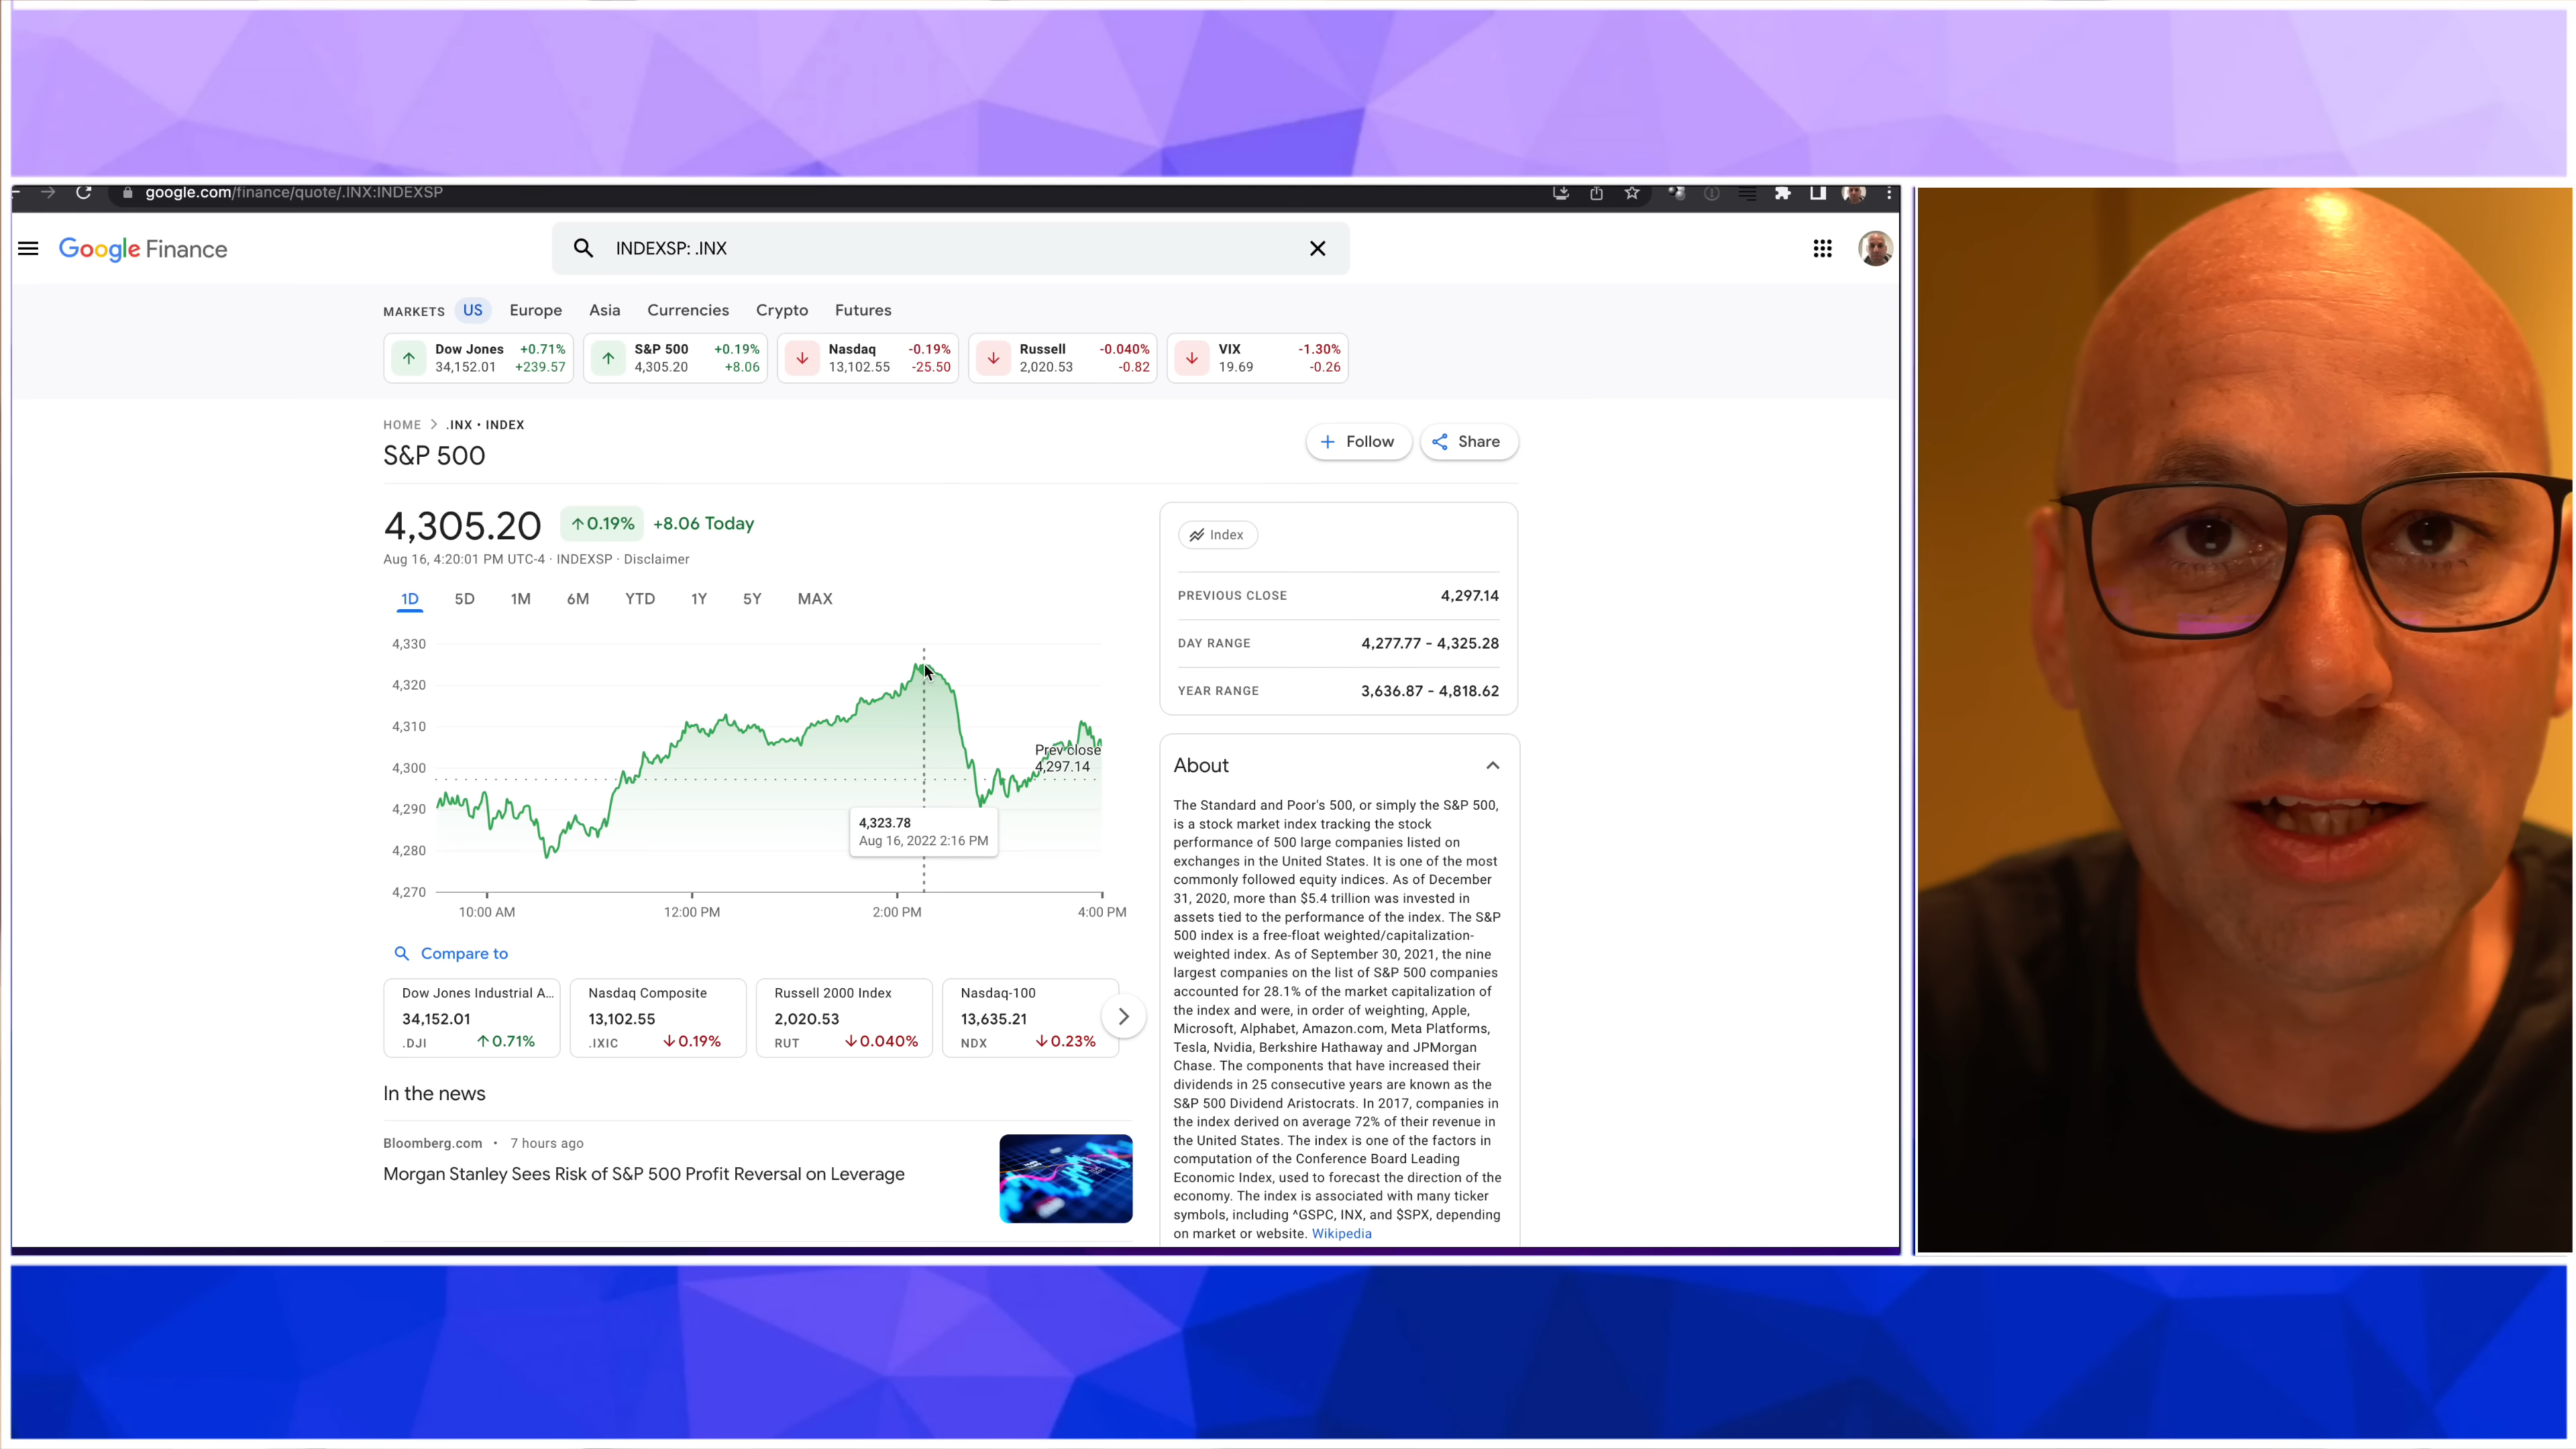 google.com/finance/quote/.INX:INDEXSP
Google Finance
INDEXSP: .INX
MARKETS
US
Europe
Asia
Currencies
Crypto
Futures
Dow Jones +0.71%
34,152.01 +239.57
S&P 500 +0.19%
4,305.20 +8.06
Nasdaq -0.19%
13,102.55 -25.50
Russell -0.040%
2,020.53 -0.82
VIX -1.30%
19.69 -0.26
HOME > .INX • INDEX
S&P 500
Follow
Share
4,305.20 ↑0.19% +8.06 Today
Aug 16, 4:20:01 PM UTC-4 · INDEXSP · Disclaimer
1D 5D 1M 6M YTD 1Y 5Y MAX
4,330
4,320
4,310
4,300
4,290
4,280
4,270
Prev close
4,297.14
4,323.78
Aug 16, 2022 2:16 PM
10:00 AM 12:00 PM 2:00 PM 4:00 PM
Compare to
Dow Jones Industrial A...
34,152.01
.DJI ↑0.71%
Nasdaq Composite
13,102.55
.IXIC ↓0.19%
Russell 2000 Index
2,020.53
RUT ↓0.040%
Nasdaq-100
13,635.21
NDX ↓0.23%
In the news
Bloomberg.com • 7 hours ago
Morgan Stanley Sees Risk of S&P 500 Profit Reversal on Leverage
Index
PREVIOUS CLOSE 4,297.14
DAY RANGE 4,277.77 - 4,325.28
YEAR RANGE 3,636.87 - 4,818.62
About
The Standard and Poor's 500, or simply the S&P 500,
is a stock market index tracking the stock
performance of 500 large companies listed on
exchanges in the United States. It is one of the most
commonly followed equity indices. As of December
31, 2020, more than $5.4 trillion was invested in
assets tied to the performance of the index. The S&P
500 index is a free-float weighted/capitalization-
weighted index. As of September 30, 2021, the nine
largest companies on the list of S&P 500 companies
accounted for 28.1% of the market capitalization of
the index and were, in order of weighting, Apple,
Microsoft, Alphabet, Amazon.com, Meta Platforms,
Tesla, Nvidia, Berkshire Hathaway and JPMorgan
Chase. The components that have increased their
dividends in 25 consecutive years are known as the
S&P 500 Dividend Aristocrats. In 2017, companies in
the index derived on average 72% of their revenue in
the United States. The index is one of the factors in
computation of the Conference Board Leading
Economic Index, used to forecast the direction of the
economy. The index is associated with many ticker
symbols, including ^GSPC, INX, and $SPX, depending
on market or website. Wikipedia